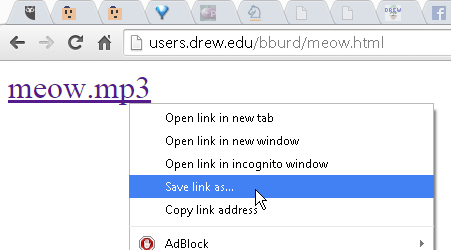 users.drew.edu/bburd/meow.html
meow.mp3
Open link in new tab
Open link in new window
Open link in incognito window
Save link as...
Copy link address
AdBlock